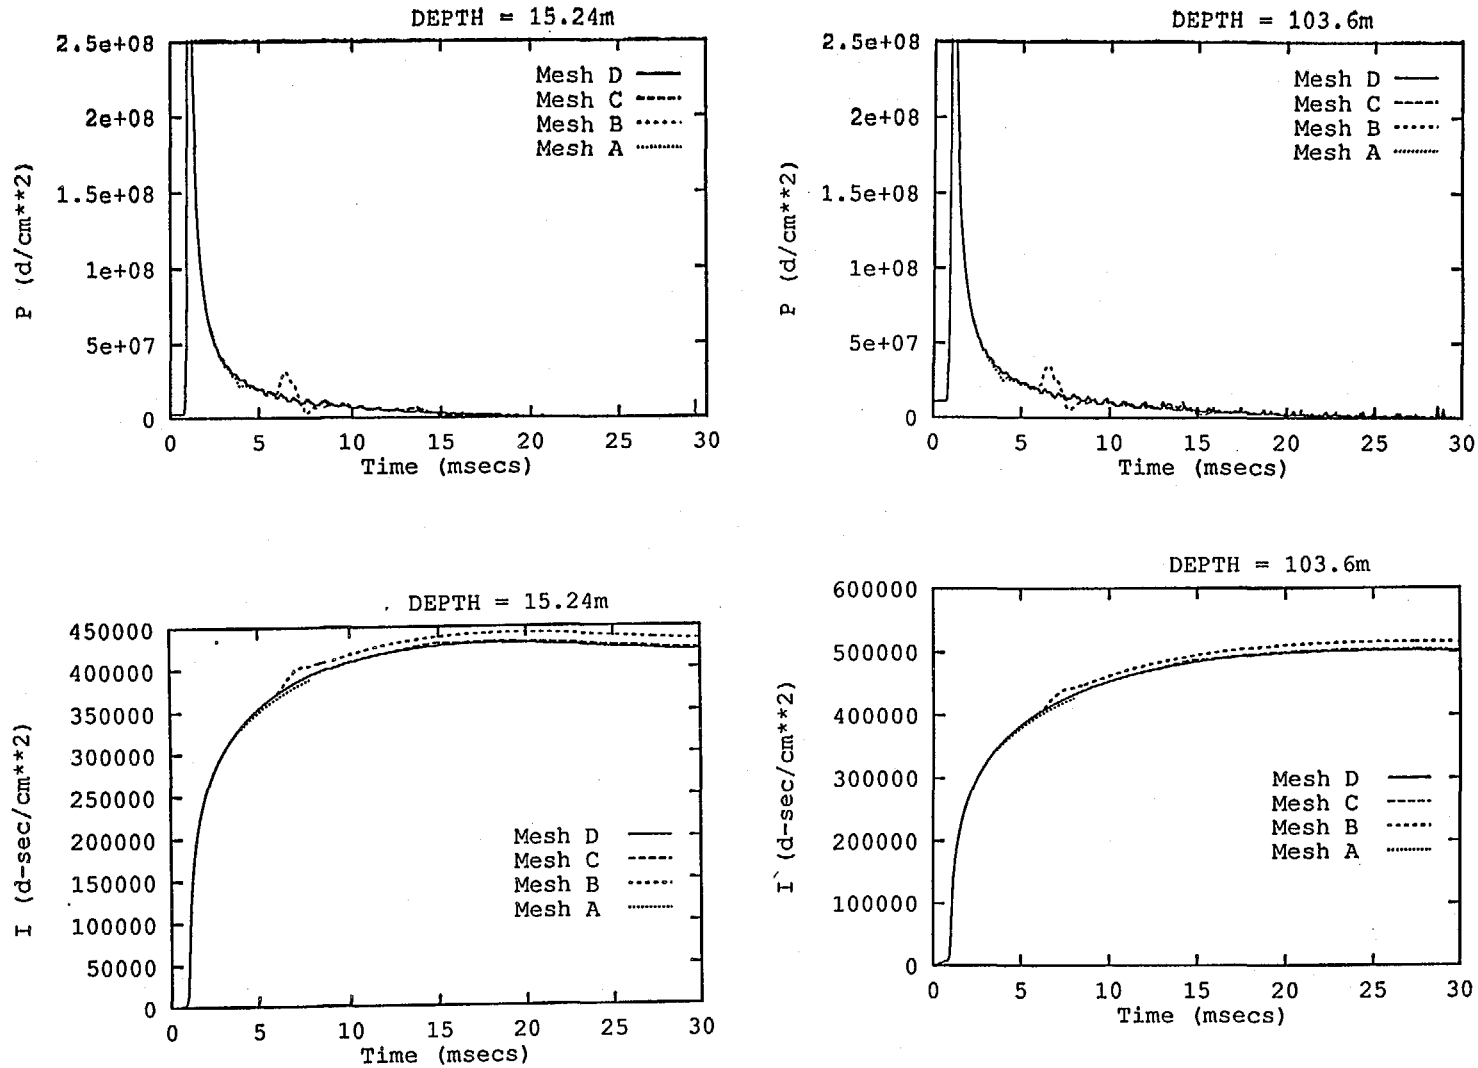 DEPTH = 15.24m
2.5e+08
2e+08
1.5e+08
1e+08
5e+07
0
P (d/cm**2)
Mesh D
Mesh C
Mesh B
Mesh A
0 5 10 15 20 25 30
Time (msecs)
DEPTH = 103.6m
2.5e+08
2e+08
1.5e+08
1e+08
5e+07
0
P (d/cm**2)
Mesh D
Mesh C
Mesh B
Mesh A
0 5 10 15 20 25 30
Time (msecs)
DEPTH = 15.24m
450000
400000
350000
300000
250000
200000
150000
100000
50000
0
I (d-sec/cm**2)
Mesh D
Mesh C
Mesh B
Mesh A
0 5 10 15 20 25 30
Time (msecs)
DEPTH = 103.6m
600000
500000
400000
300000
200000
100000
0
I (d-sec/cm**2)
Mesh D
Mesh C
Mesh B
Mesh A
0 5 10 15 20 25 30
Time (msecs)